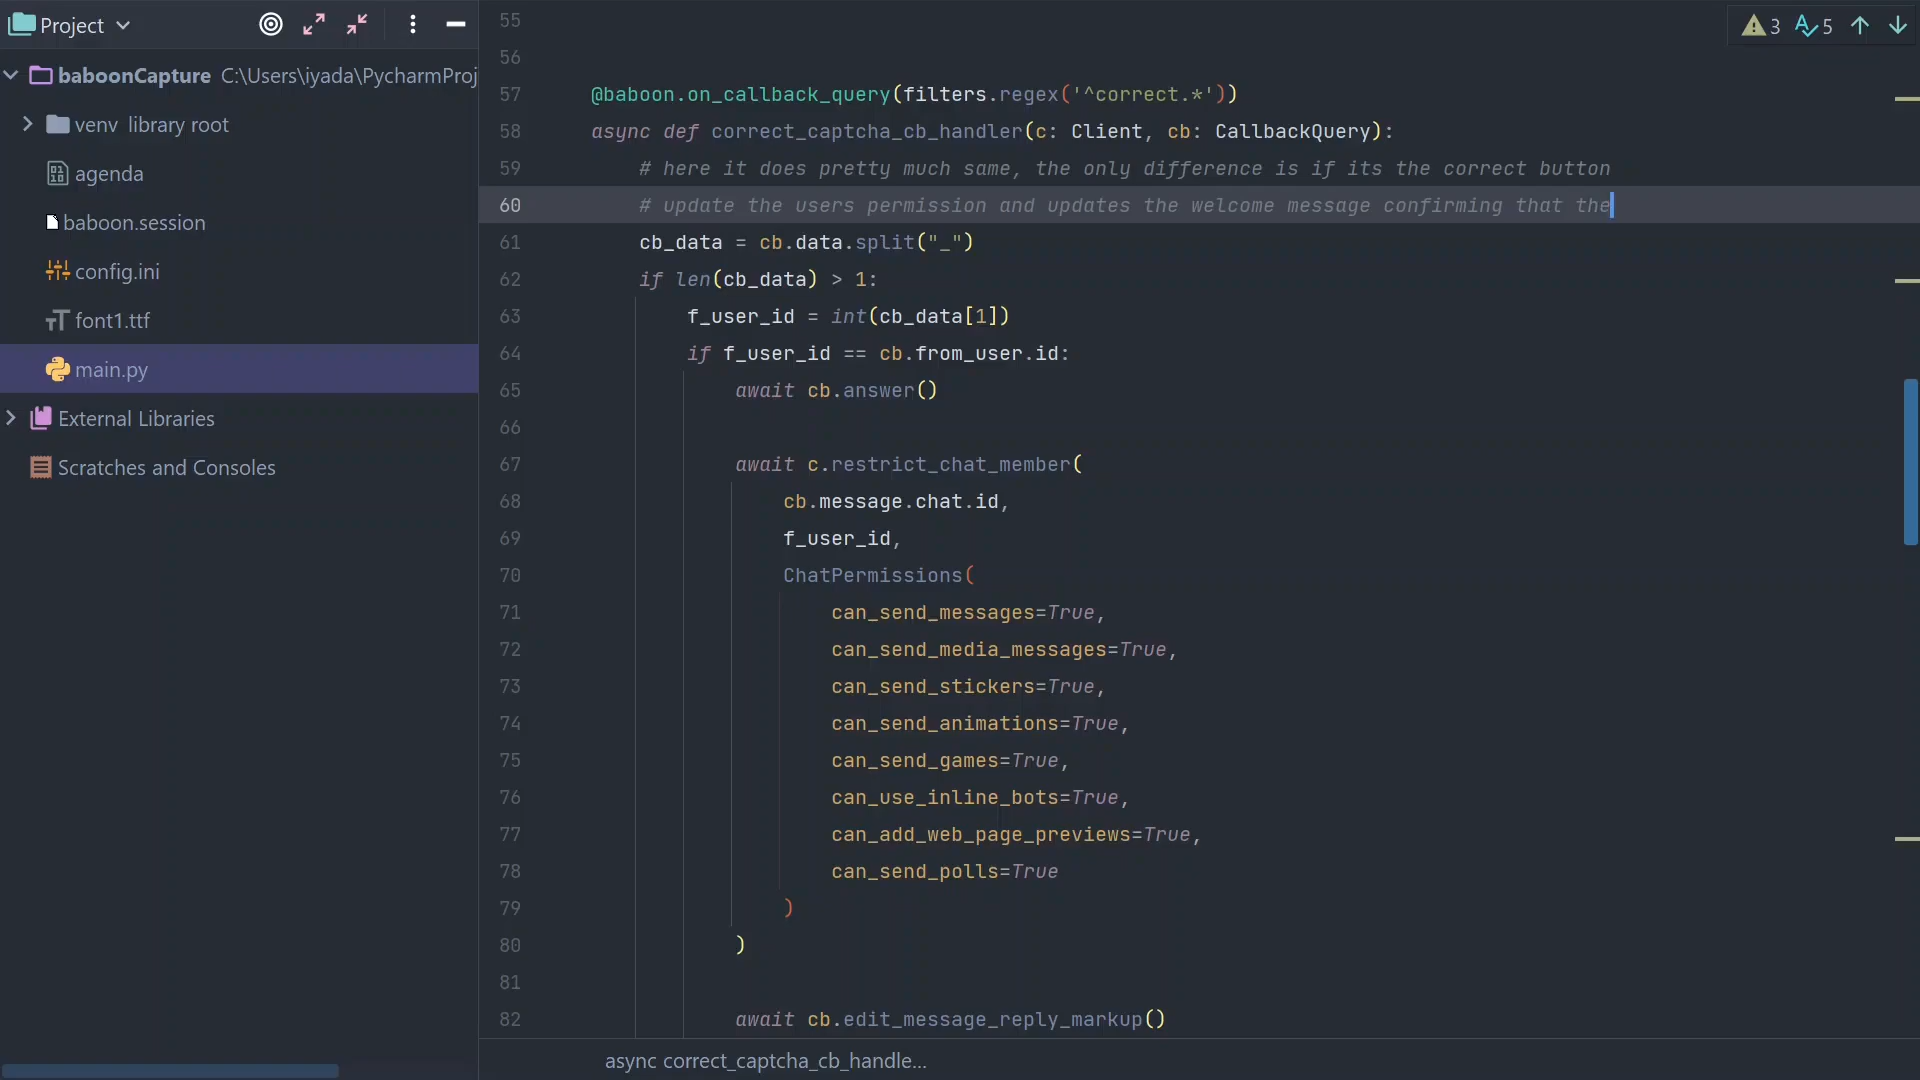 Project
baboonCapture C:\Users\iyada\PycharmProj
venv library root
agenda
baboon.session
config.ini
font1.ttf
main.py
External Libraries
Scratches and Consoles
3 5
55
56
57 @baboon.on_callback_query(filters.regex('^correct.*'))
58 async def correct_captcha_cb_handler(c: Client, cb: CallbackQuery):
59 # here it does pretty much same, the only difference is if its the correct button
60 # update the users permission and updates the welcome message confirming that the
61 cb_data = cb.data.split("_")
62 if len(cb_data) > 1:
63 f_user_id = int(cb_data[1])
64 if f_user_id == cb.from_user.id:
65 await cb.answer()
66
67 await c.restrict_chat_member(
68 cb.message.chat.id,
69 f_user_id,
70 ChatPermissions(
71 can_send_messages=True,
72 can_send_media_messages=True,
73 can_send_stickers=True,
74 can_send_animations=True,
75 can_send_games=True,
76 can_use_inline_bots=True,
77 can_add_web_page_previews=True,
78 can_send_polls=True
79 )
80 )
81
82 await cb.edit_message_reply_markup()
async correct_captcha_cb_handle...